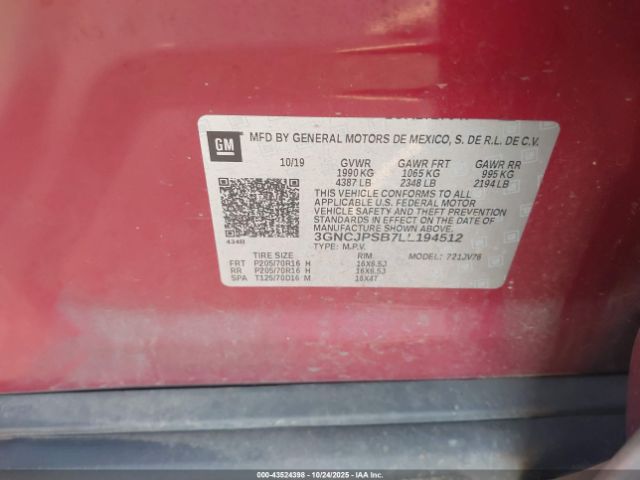 GM
MFD BY GENERAL MOTORS DE MEXICO, S. DE R.L. DE C.V.
10/19 GVWR GAWR FRT GAWR RR
1990 KG 1065 KG 995 KG
4387 LB 2348 LB 2194 LB
THIS VEHICLE CONFORMS TO ALL
APPLICABLE U.S. FEDERAL MOTOR
VEHICLE SAFETY AND THEFT PREVENTION
STANDARDS IN EFFECT ON THE DATE OF
MANUFACTURE SHOWN ABOVE.
3GNCJPSB7LL194512
434B
TYPE: M.P.V. MODEL: 721JV76
TIRE SIZE RIM
FRT P205/70R16 H 16X6.5J
RR P205/70R16 H 16X6.5J
SPA T125/70D16 M 16X4T
000-43524398 - 10/24/2025 - IAAC